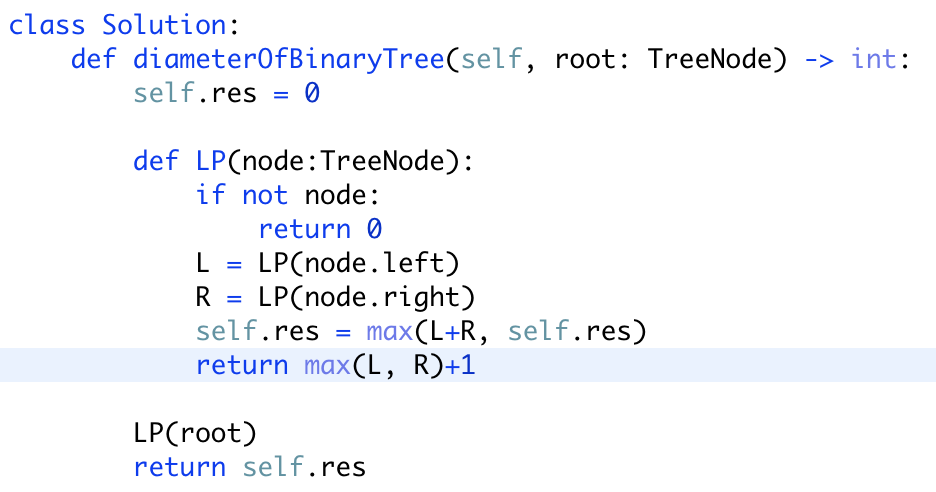 class Solution:
    def diameterOfBinaryTree(self, root: TreeNode) -> int:
        self.res = 0
        def LP(node:TreeNode):
            if not node:
                return 0
            L = LP(node.left)
            R = LP(node.right)
            self.res = max(L+R, self.res)
            return max(L, R)+1
        LP(root)
        return self.res